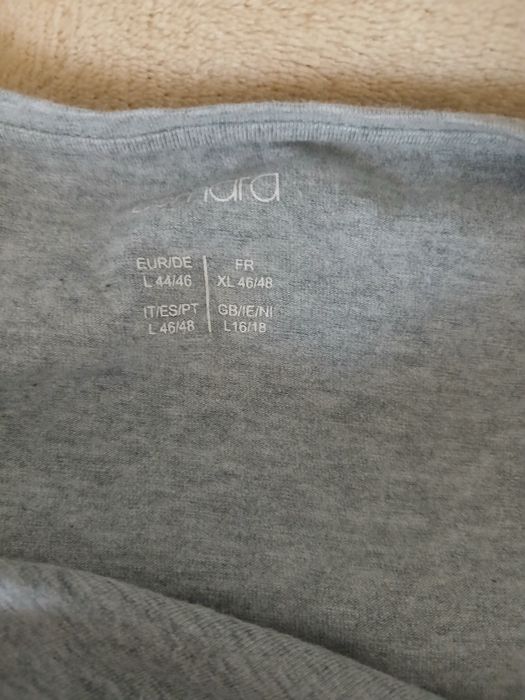 EUR/DE
L 44/46
FR
XL 46/48
IT/ES/PT
L 46/48
GB/IE/NI
L16/18